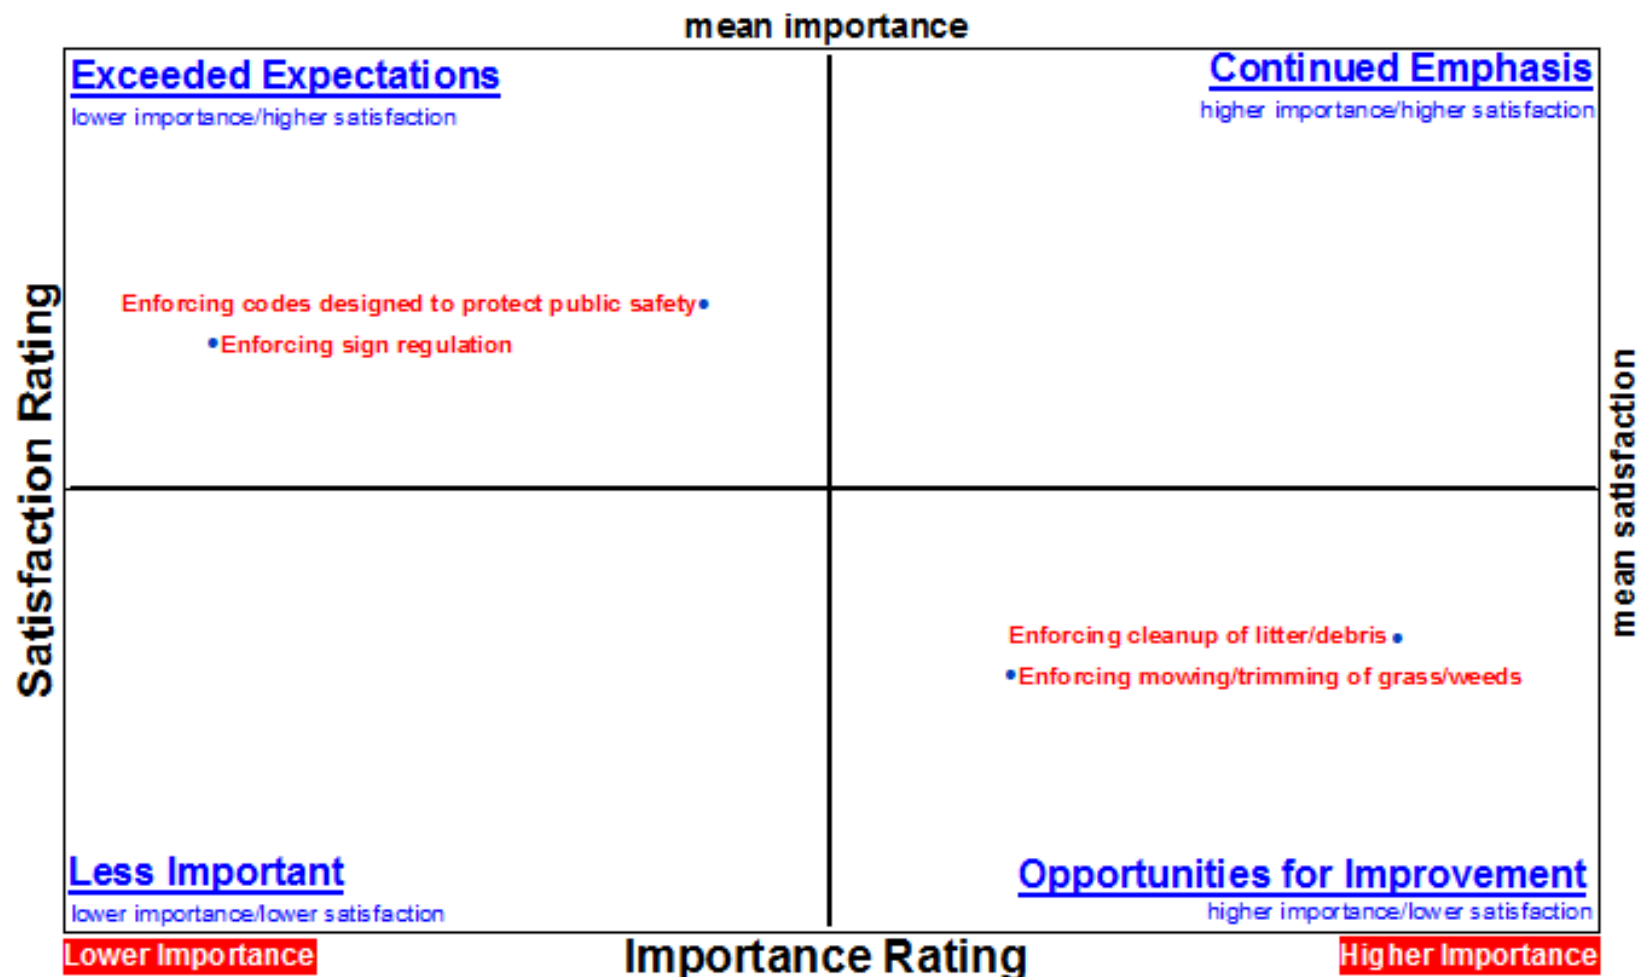 mean importance
Exceeded Expectations
lower importance/higher satisfaction
Continued Emphasis
higher importance/higher satisfaction
Enforcing codes designed to protect public safety
Enforcing sign regulation
Satisfaction Rating
mean satisfaction
Enforcing cleanup of litter/debris
Enforcing mowing/trimming of grass/weeds
Less Important
lower importance/lower satisfaction
Opportunities for Improvement
higher importance/lower satisfaction
Lower Importance
Importance Rating
Higher Importance